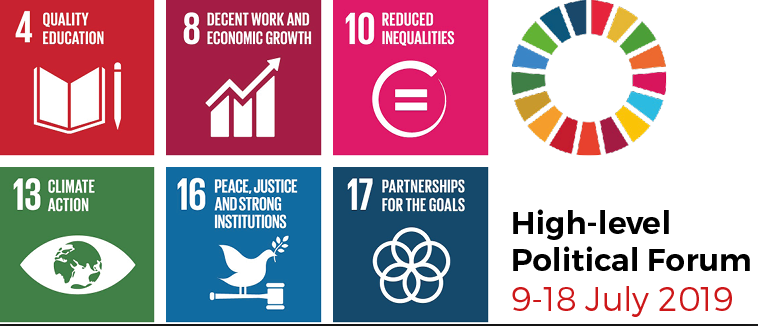 4 QUALITY
EDUCATION
8 DECENT WORK AND
ECONOMIC GROWTH
10 REDUCED
INEQUALITIES
13 CLIMATE
ACTION
16 PEACE, JUSTICE
AND STRONG
INSTITUTIONS
17 PARTNERSHIPS
FOR THE GOALS
High-level
Political Forum
9-18 July 2019